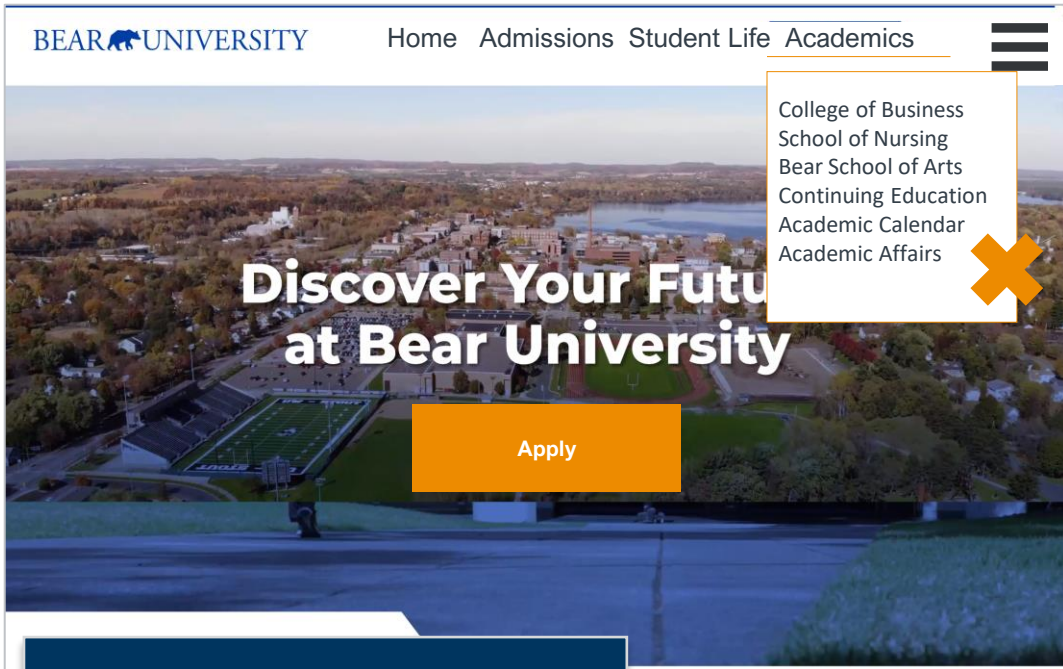 BEAR UNIVERSITY
Home Admissions Student Life Academics
College of Business
School of Nursing
Bear School of Arts
Continuing Education
Academic Calendar
Academic Affairs
Discover Your Futu
at Bear University
Apply
STOUT